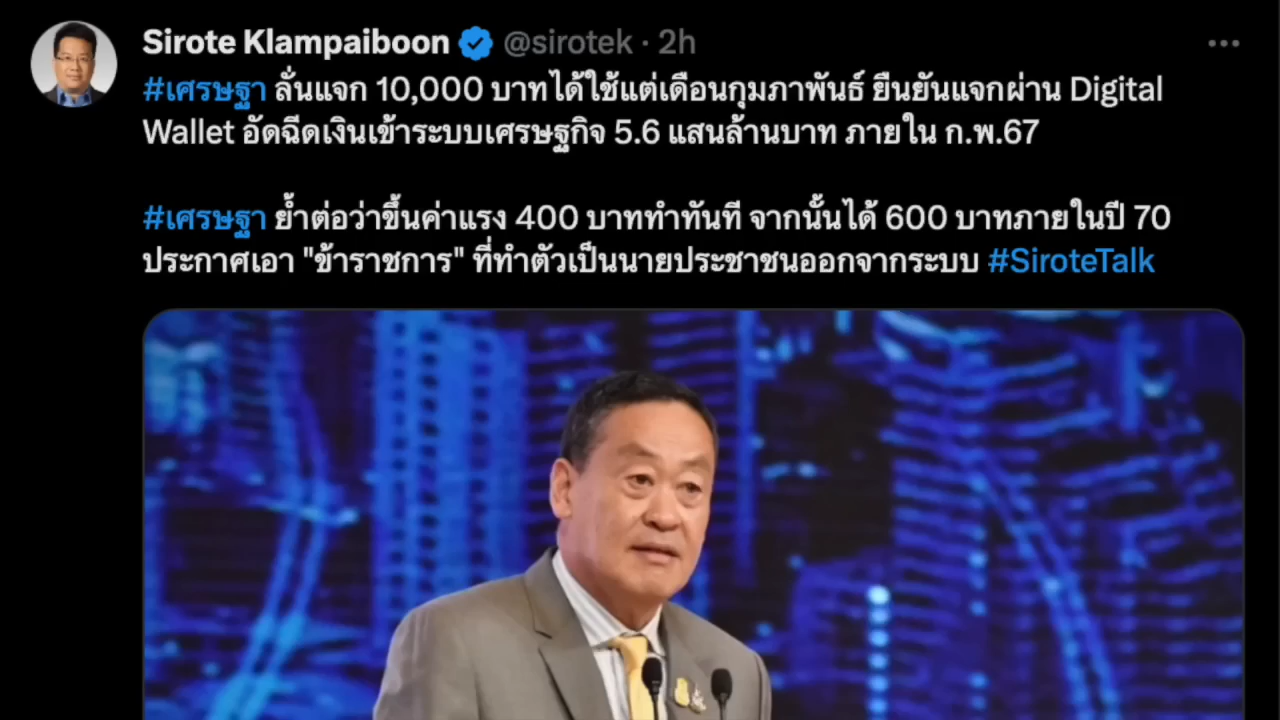 Sirote Klampaiboon @sirotek · 2h
#เศรษฐา ลั่นแจก 10,000 บาทได้ใช้แต่เดือนกุมภาพันธ์ ยืนยันแจกผ่าน Digital
Wallet อัดฉีดเงินเข้าระบบเศรษฐกิจ 5.6 แสนล้านบาท ภายใน ก.พ.67
#เศรษฐา ย้ำต่อว่าขึ้นค่าแรง 400 บาททำทันที จากนั้นได้ 600 บาทภายในปี 70
ประกาศเอา "ข้าราชการ" ที่ทำตัวเป็นนายประชาชนออกจากระบบ #SiroteTalk